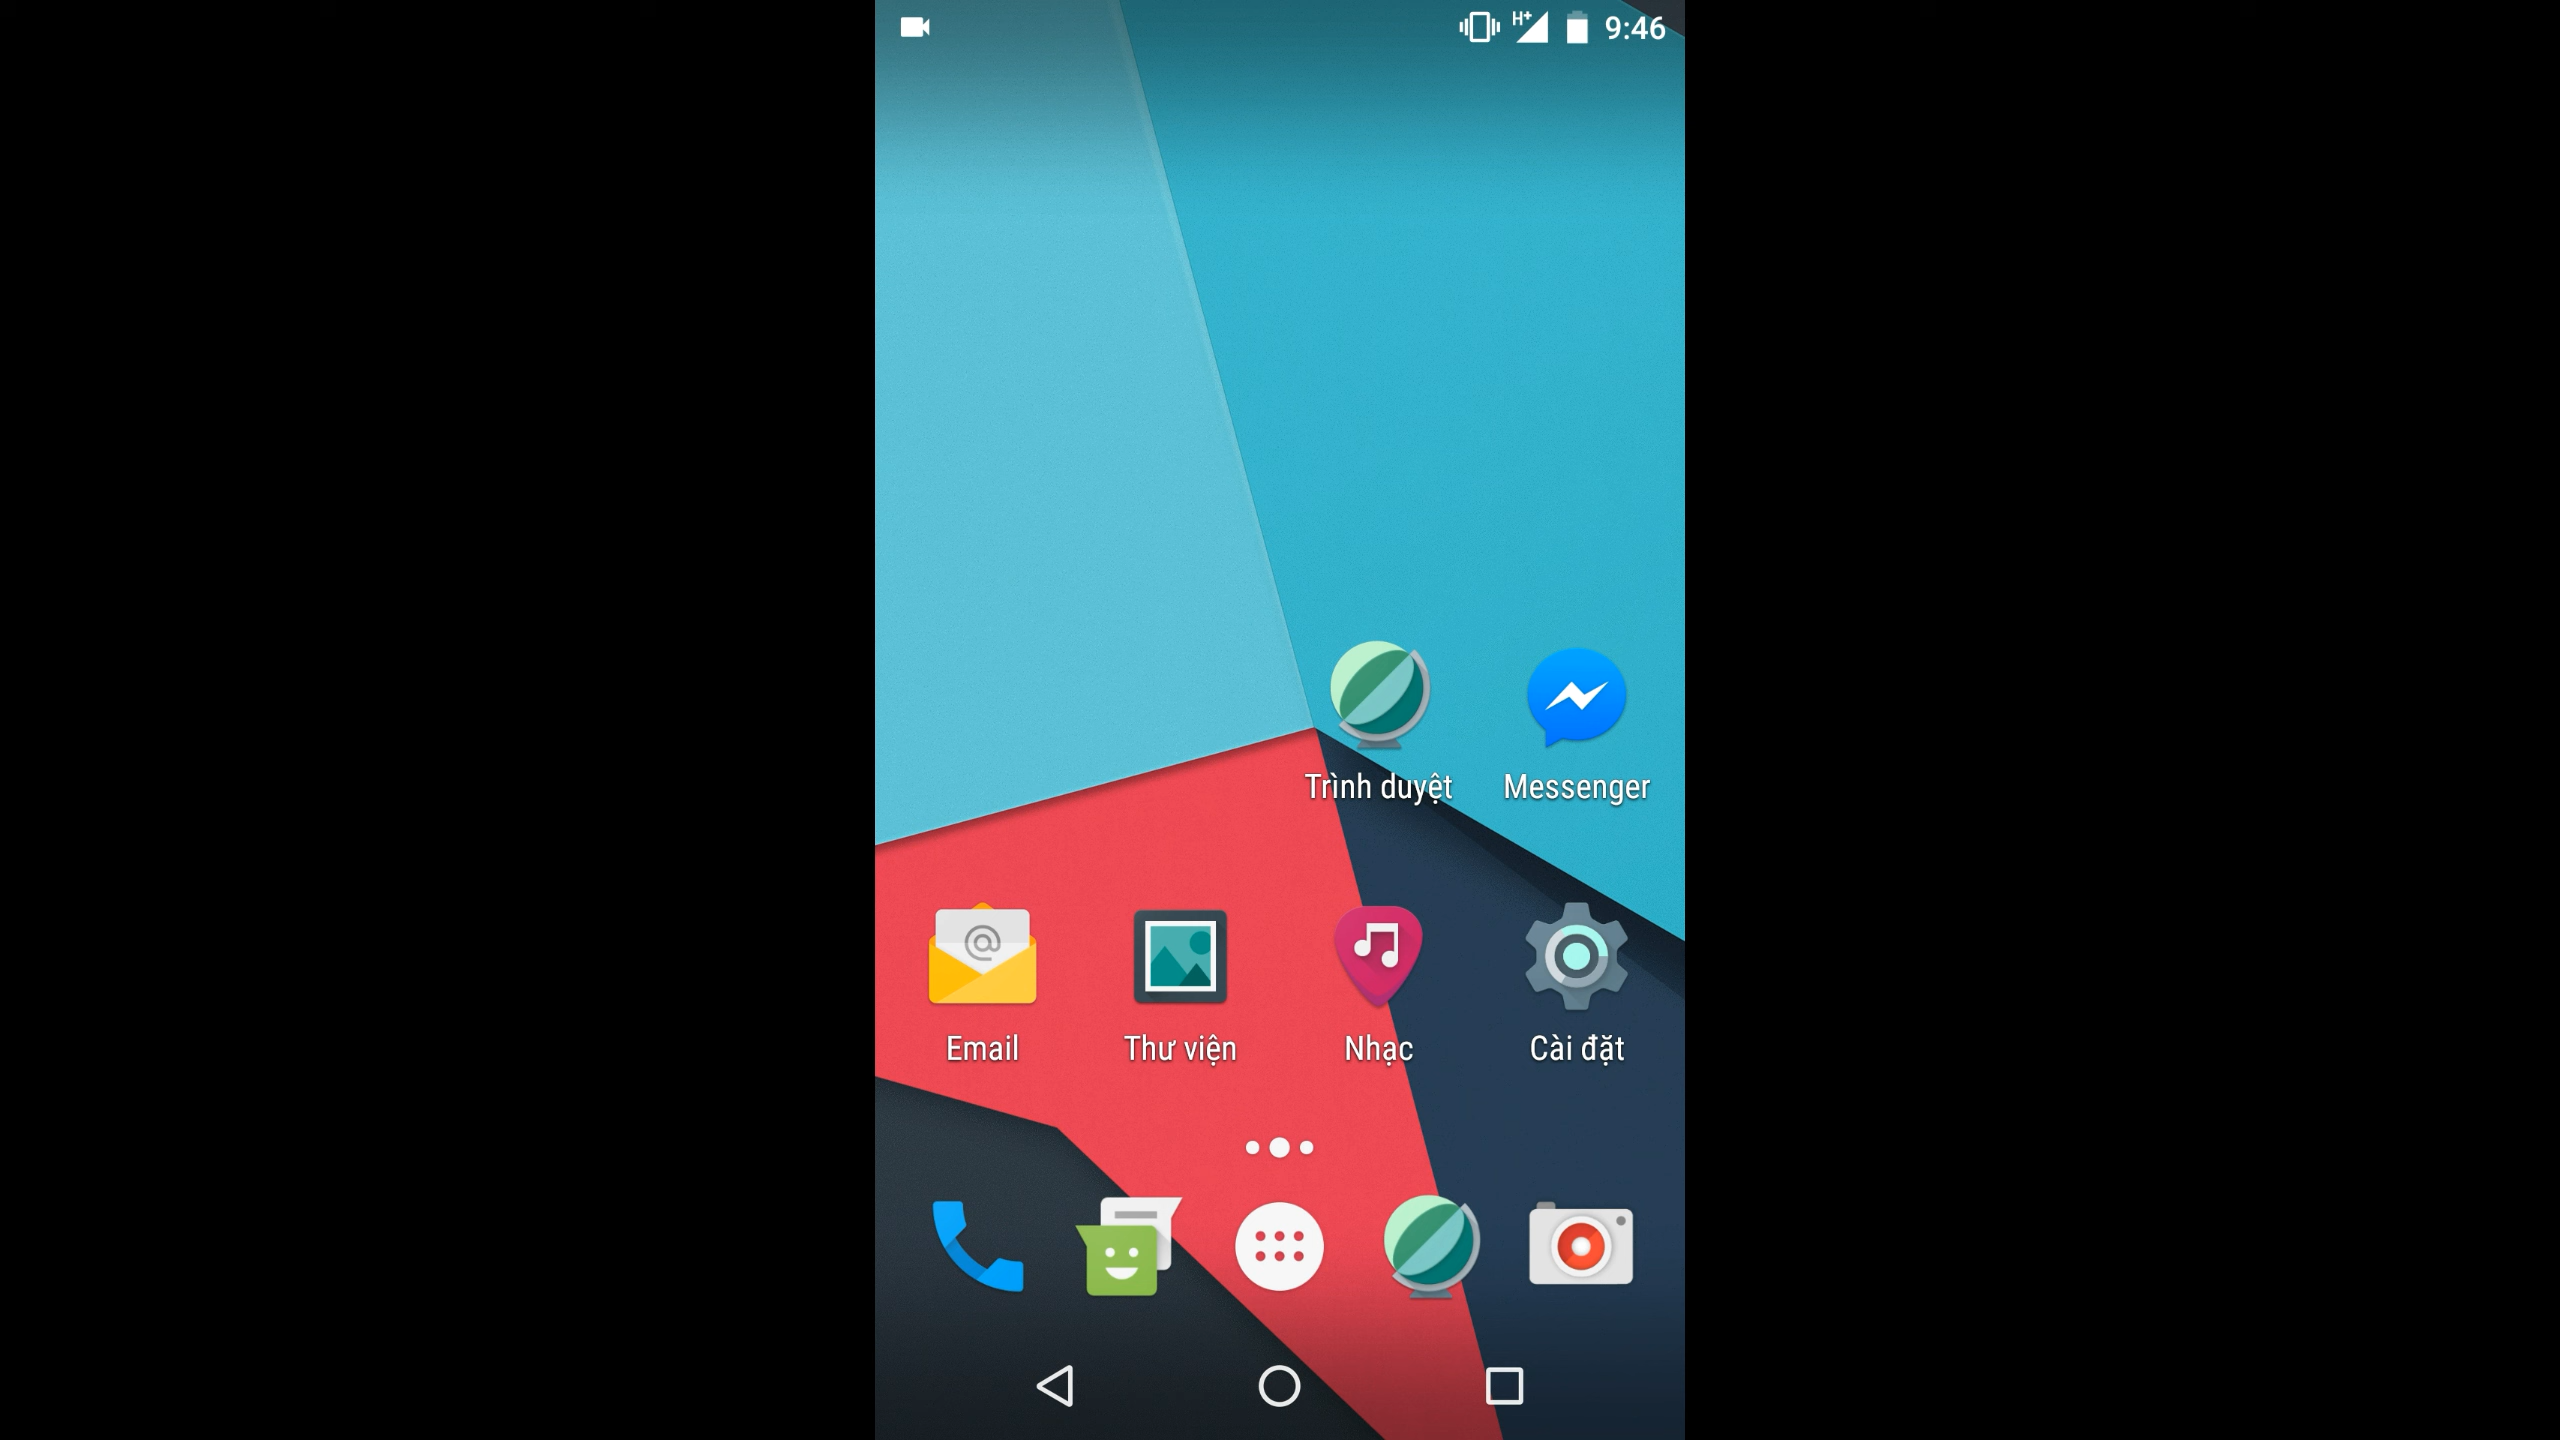 H+ 9:46
Trình duyệt Messenger
Email Thư viện Nhạc Cài đặt